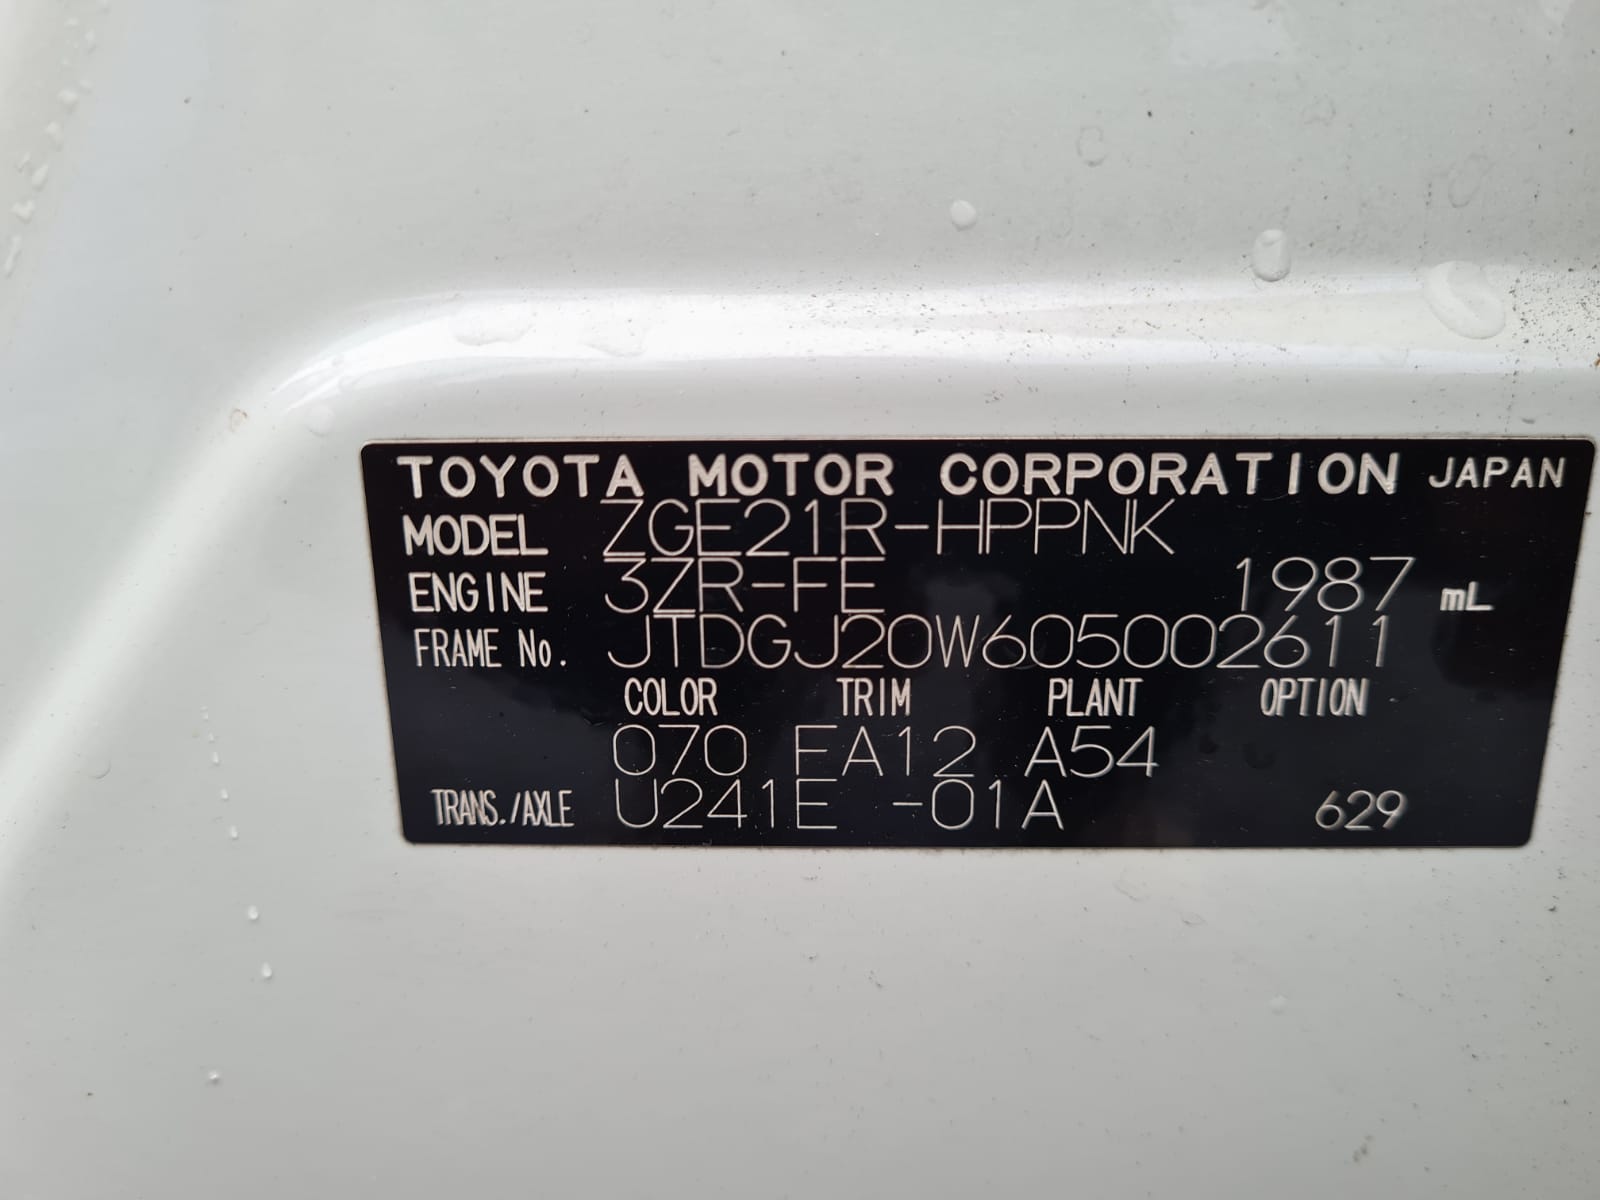 TOYOTA MOTOR CORPORATION JAPAN
MODEL ZGE21R-HPPNK
ENGINE 3ZR-FE 1987 mL
FRAME No. JTDGJ20W605002611
COLOR TRIM PLANT OPTION
070 FA12 A54
TRANS./AXLE U241E -01A 629